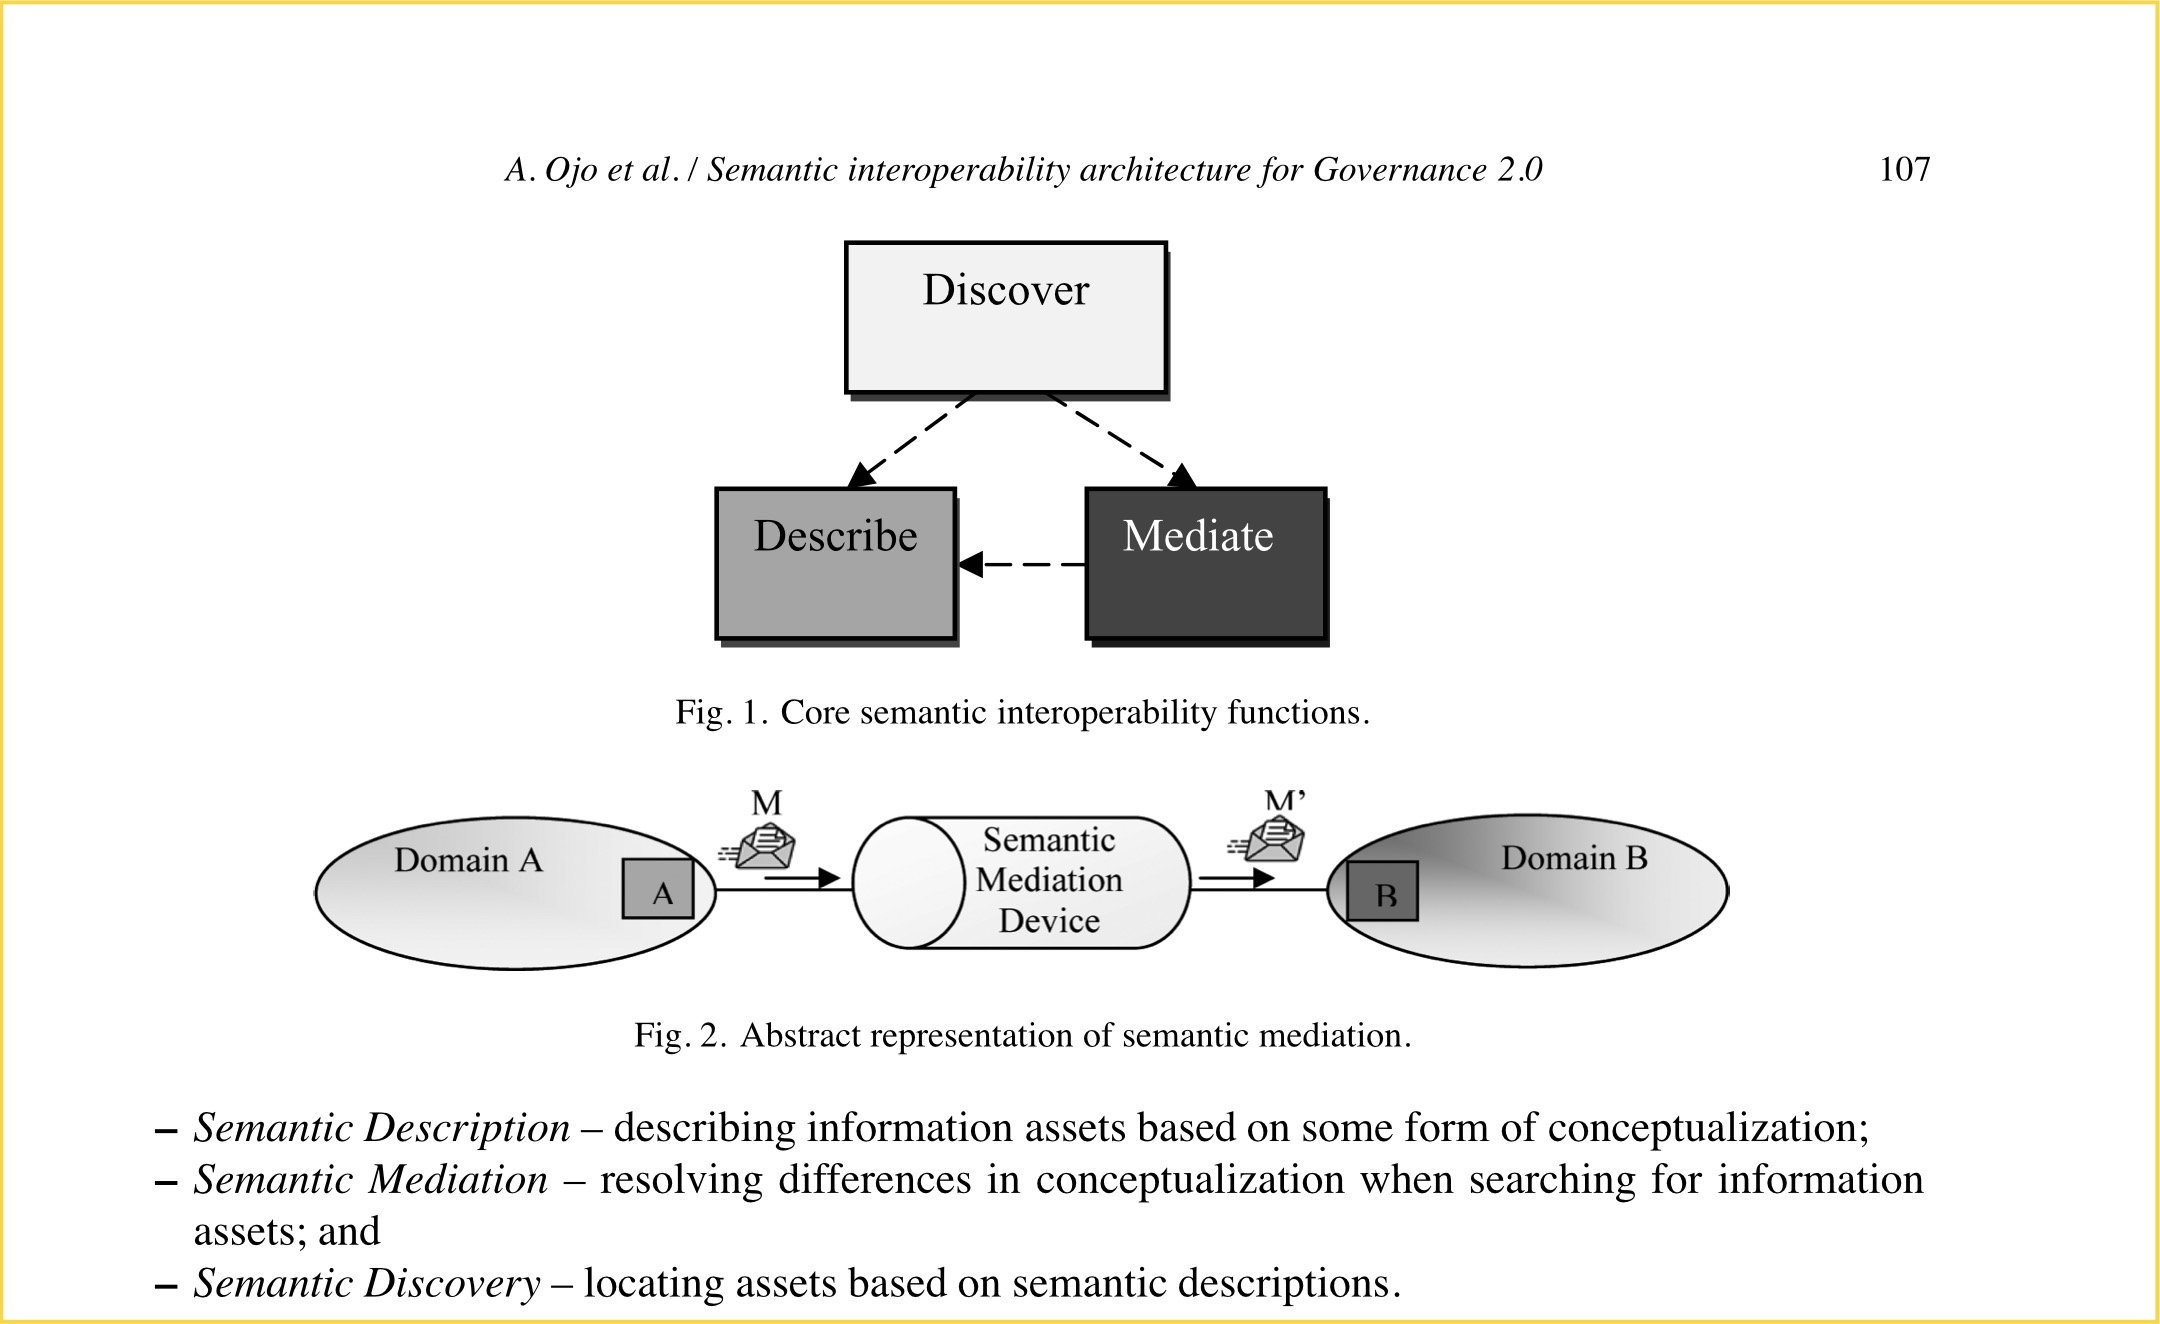 A. Ojo et al. / Semantic interoperability architecture for Governance 2.0 107
Discover
Describe
Mediate
Fig. 1. Core semantic interoperability functions.
M
M’
Domain A
A
Semantic
Mediation
Device
B
Domain B
Fig. 2. Abstract representation of semantic mediation.
– Semantic Description – describing information assets based on some form of conceptualization;
– Semantic Mediation – resolving differences in conceptualization when searching for information
assets; and
– Semantic Discovery – locating assets based on semantic descriptions.